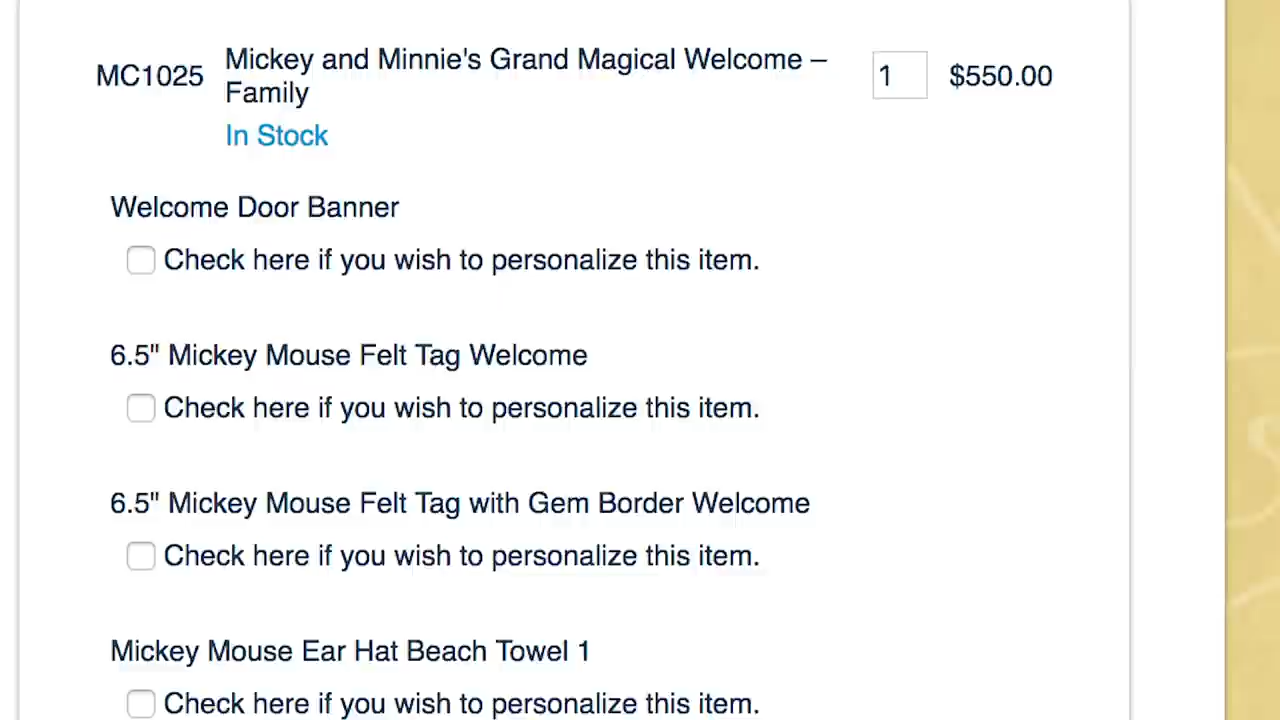 MC1025
Mickey and Minnie's Grand Magical Welcome –
Family
1
$550.00
In Stock
Welcome Door Banner
Check here if you wish to personalize this item.
6.5" Mickey Mouse Felt Tag Welcome
Check here if you wish to personalize this item.
6.5" Mickey Mouse Felt Tag with Gem Border Welcome
Check here if you wish to personalize this item.
Mickey Mouse Ear Hat Beach Towel 1
Check here if you wish to personalize this item.